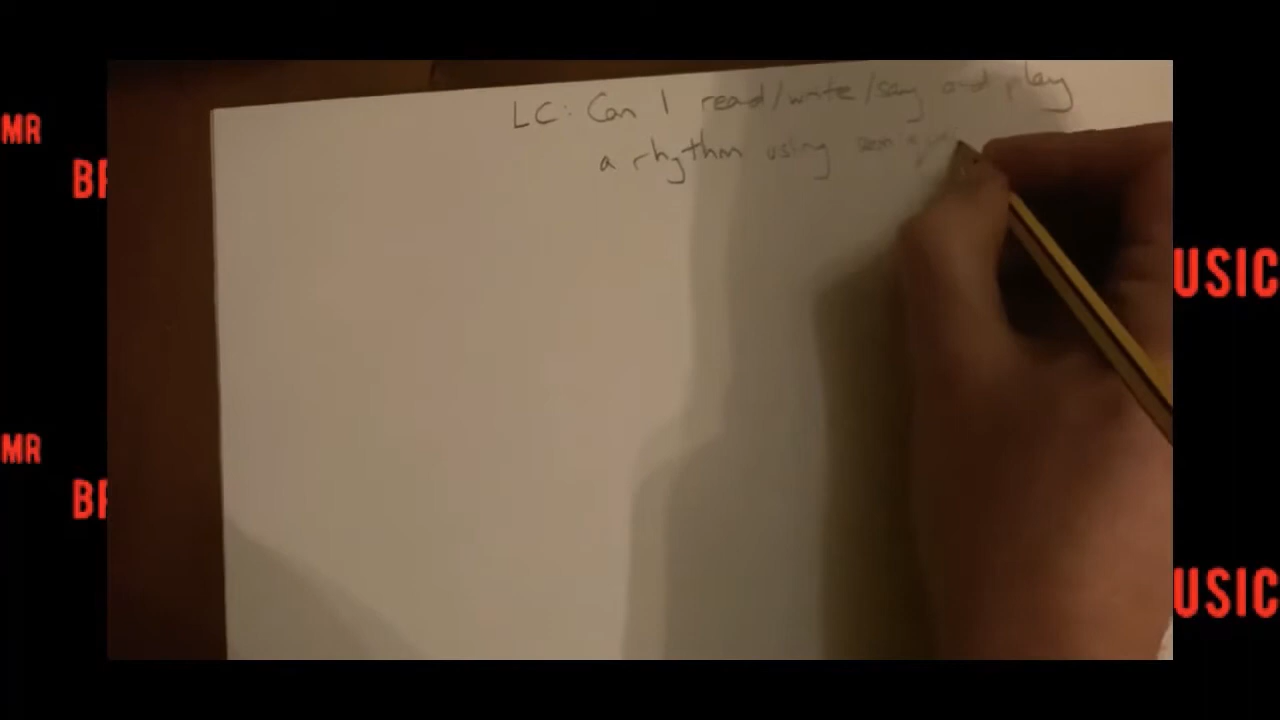 MR
BR
USIC
LC: Can I read/write/say and play
a rhythm using
MR
BR
USIC